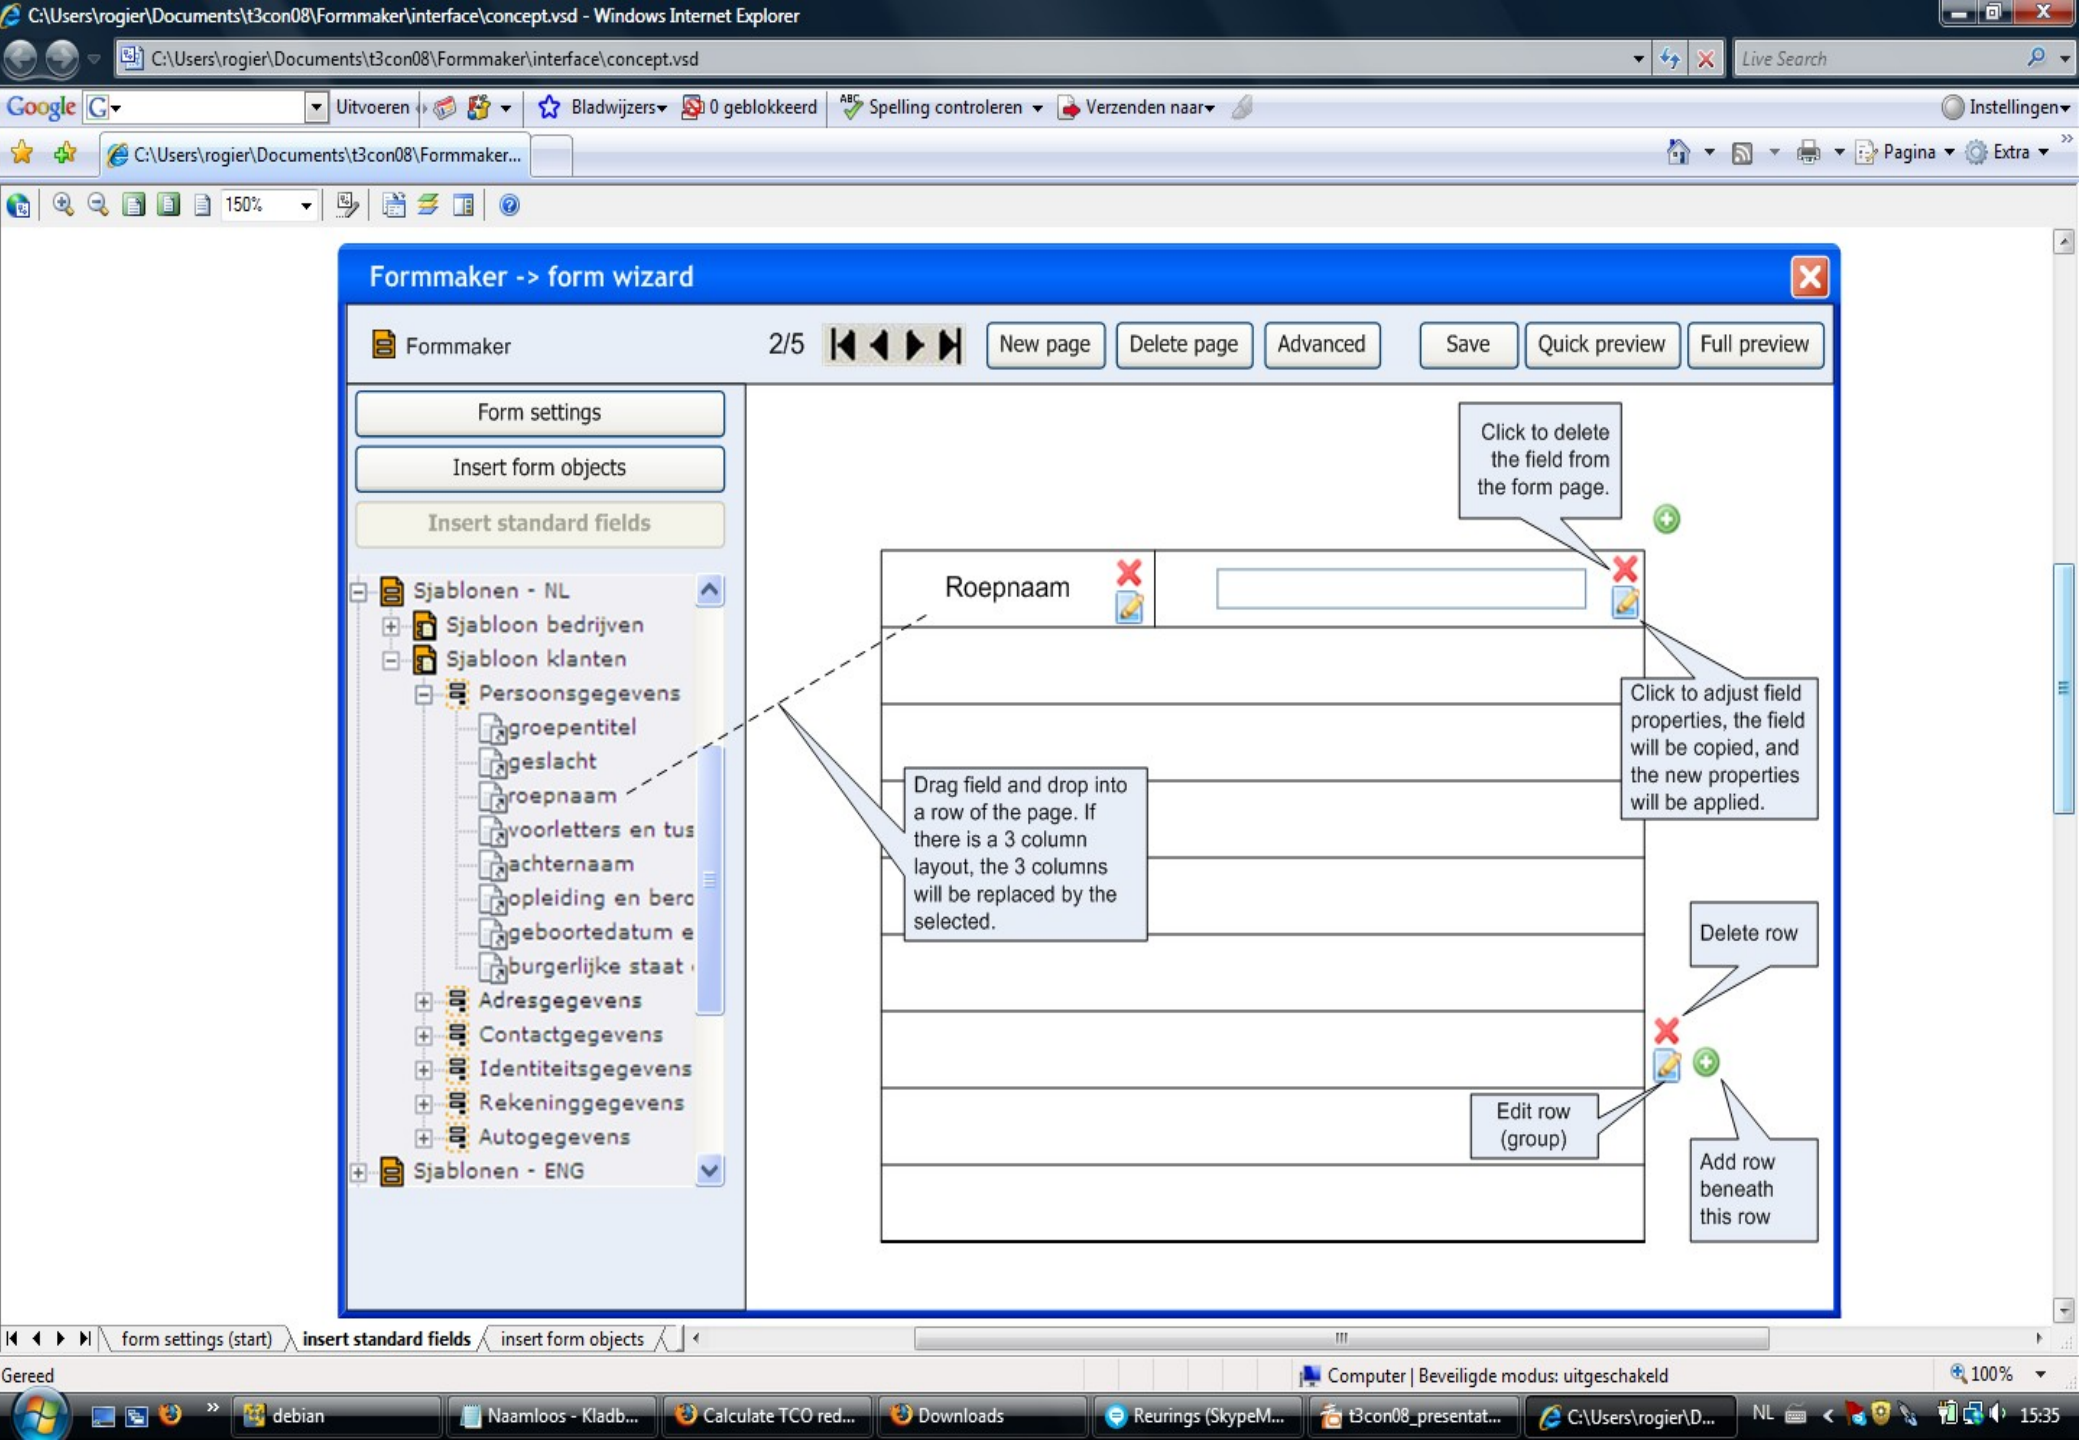 C:\Users\rogier\Documents\t3con08\Formmaker\interface\concept.vsd - Windows Internet Explorer
C:\Users\rogier\Documents\t3con08\Formmaker\interface\concept.vsd
Live Search
Google
G
Uitvoeren
Bladwijzers
0 geblokkeerd
Spelling controleren
Verzenden naar
Instellingen
C:\Users\rogier\Documents\t3con08\Formmaker...
Pagina
Extra
150%
Formmaker -> form wizard
Formmaker
2/5
New page
Delete page
Advanced
Save
Quick preview
Full preview
Form settings
Insert form objects
Insert standard fields
Sjablonen - NL
Sjabloon bedrijven
Sjabloon klanten
Persoonsgegevens
groepentitel
geslacht
roepnaam
voorletters en tus
achternaam
opleiding en bero
geboortedatum e
burgerlijke staat
Adresgegevens
Contactgegevens
Identiteitsgegevens
Rekeninggegevens
Autogegevens
Sjablonen - ENG
Click to delete
the field from
the form page.
Roepnaam
Click to adjust field
properties, the field
will be copied, and
the new properties
will be applied.
Drag field and drop into
a row of the page. If
there is a 3 column
layout, the 3 columns
will be replaced by the
selected.
Delete row
Edit row
(group)
Add row
beneath
this row
form settings (start)
insert standard fields
insert form objects
Gereed
Computer | Beveiligde modus: uitgeschakeld
100%
debian
Naamloos - Kladb...
Calculate TCO red...
Downloads
Reurings (SkypeM...
t3con08_presentat...
C:\Users\rogier\D...
NL
15:35